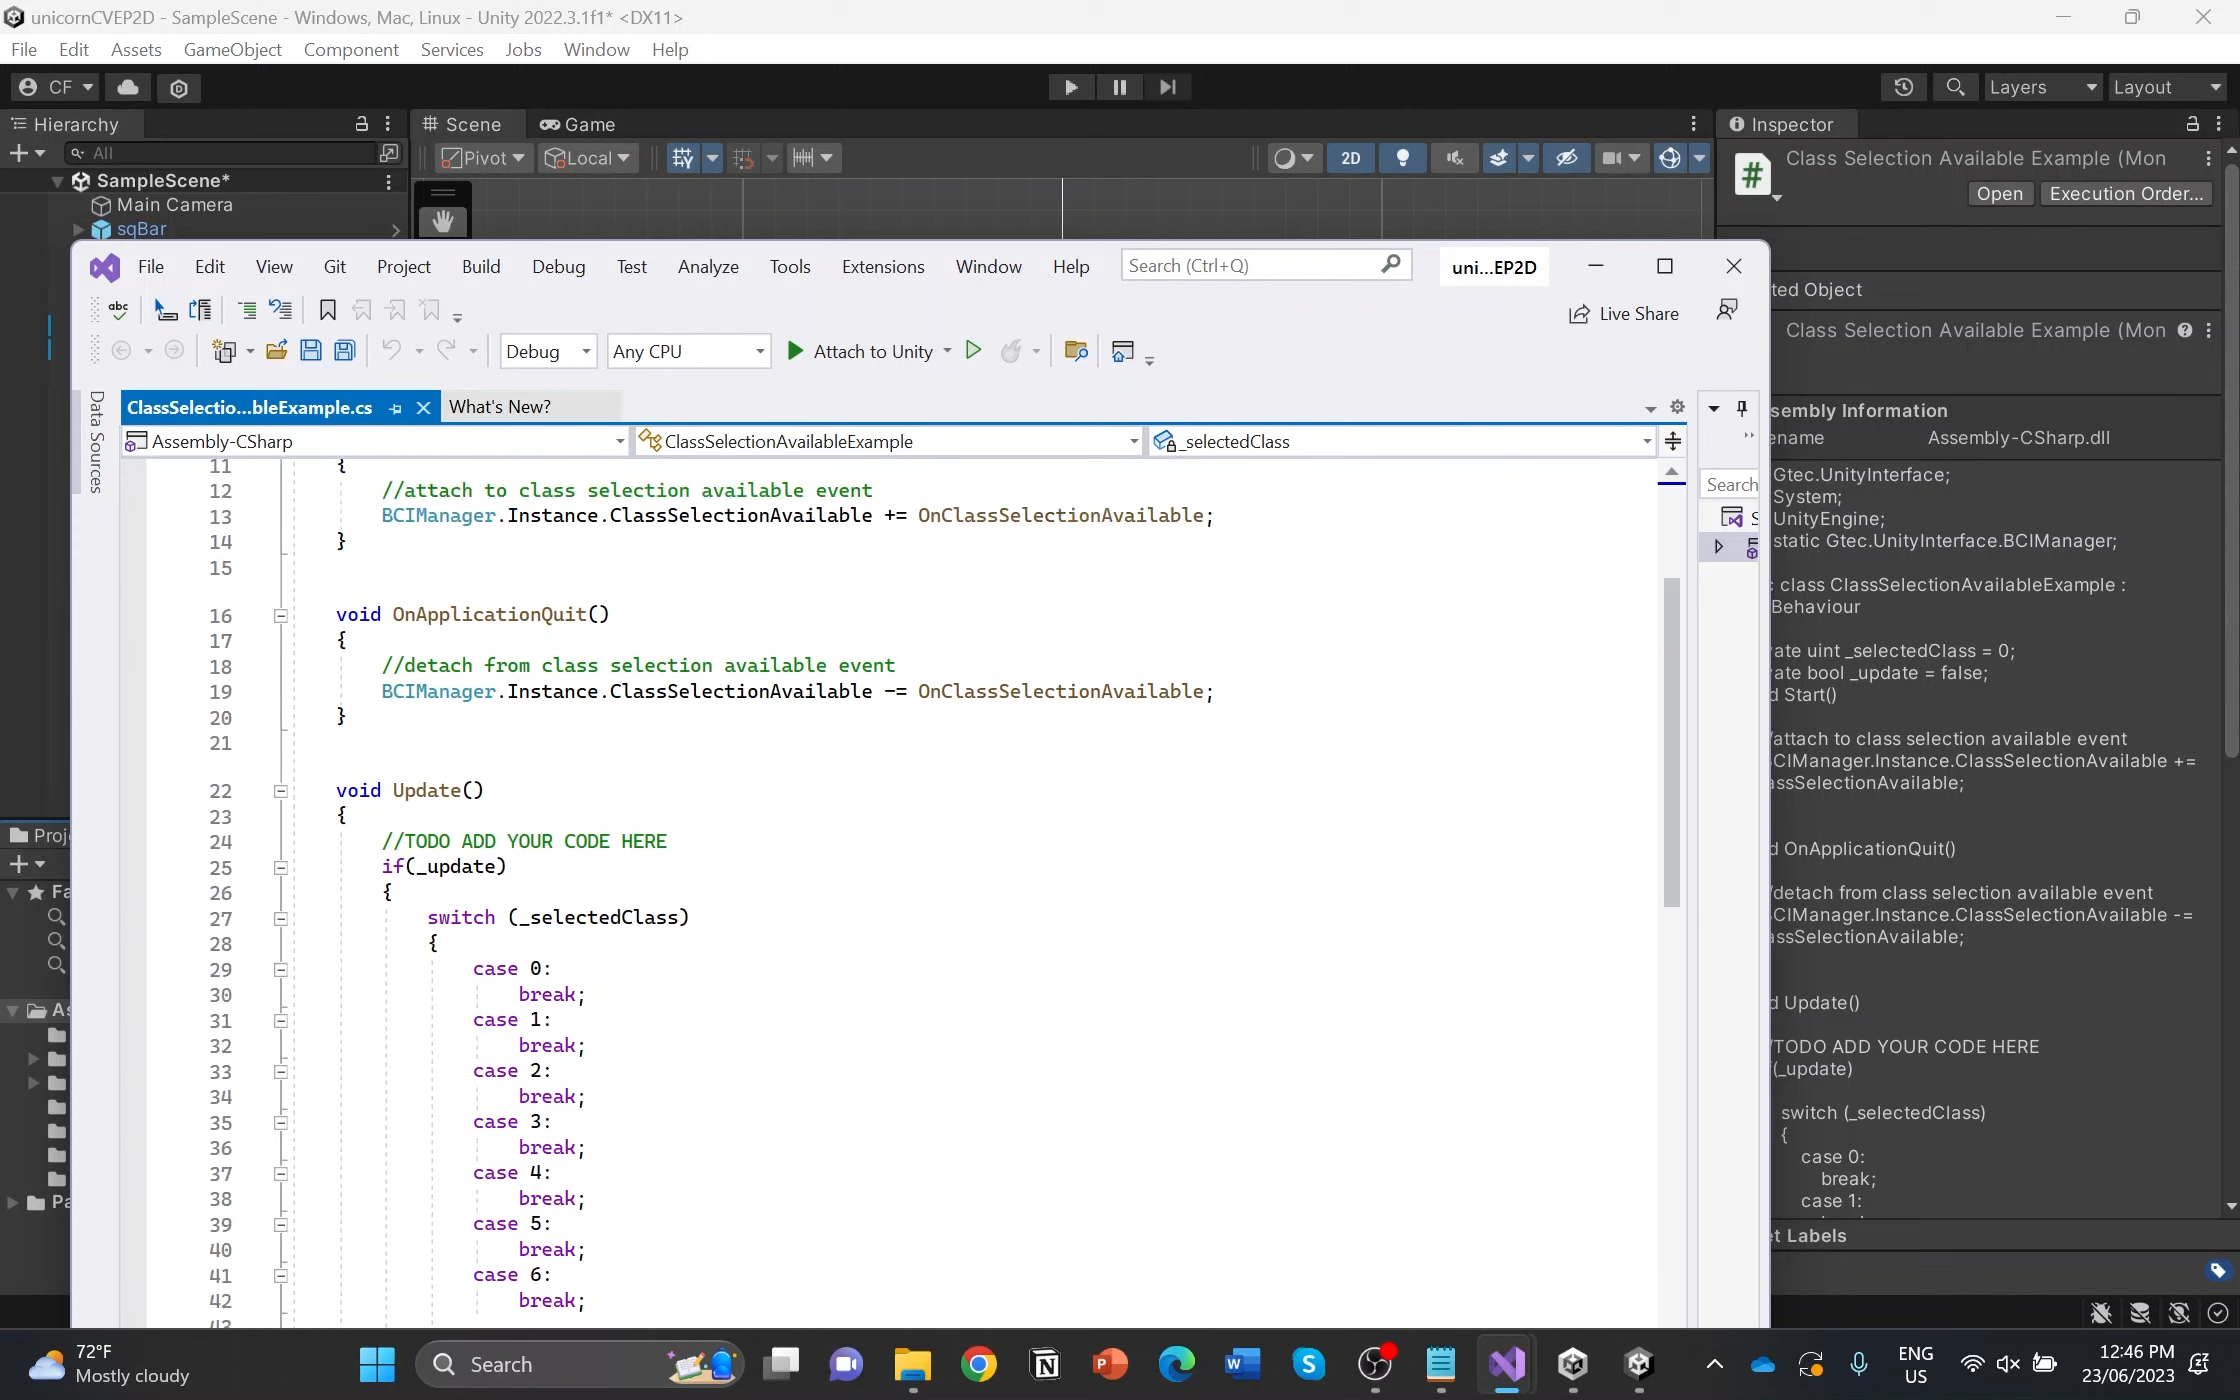 unicornCVEP2D - SampleScene - Windows, Mac, Linux - Unity 2022.3.1f1* <DX11>
File Edit Assets GameObject Component Services Jobs Window Help
CF Layers Layout
Hierarchy Scene Game Inspector
All Pivot Local 2D
Class Selection Available Example (Mon
Open Execution Order...
SampleScene*
Main Camera
sqBar
File Edit View Git Project Build Debug Test Analyze Tools Extensions Window Help Search (Ctrl+Q) uni...EP2D
Live Share
Debug Any CPU Attach to Unity
Data Sources
ClassSelectio...bleExample.cs What's New?
Assembly-CSharp ClassSelectionAvailableExample _selectedClass
Search
11 {
12 //attach to class selection available event
13 BCIManager.Instance.ClassSelectionAvailable += OnClassSelectionAvailable;
14 }
15
16 void OnApplicationQuit()
17 {
18 //detach from class selection available event
19 BCIManager.Instance.ClassSelectionAvailable -= OnClassSelectionAvailable;
20 }
21
22 void Update()
23 {
24 //TODO ADD YOUR CODE HERE
25 if(_update)
26 {
27 switch (_selectedClass)
28 {
29 case 0:
30 break;
31 case 1:
32 break;
33 case 2:
34 break;
35 case 3:
36 break;
37 case 4:
38 break;
39 case 5:
40 break;
41 case 6:
42 break;
43
Proj
Fa
As
Pa
ted Object
Class Selection Available Example (Mon
sembly Information
ename Assembly-CSharp.dll
Gtec.UnityInterface;
System;
UnityEngine;
static Gtec.UnityInterface.BCIManager;
class ClassSelectionAvailableExample :
Behaviour
ate uint _selectedClass = 0;
ate bool _update = false;
d Start()
/attach to class selection available event
CIManager.Instance.ClassSelectionAvailable +=
assSelectionAvailable;
d OnApplicationQuit()
/detach from class selection available event
CIManager.Instance.ClassSelectionAvailable -=
assSelectionAvailable;
d Update()
/TODO ADD YOUR CODE HERE
f(_update)
switch (_selectedClass)
{
case 0:
break;
case 1:
et Labels
72°F
Mostly cloudy
Search
ENG
US
12:46 PM
23/06/2023